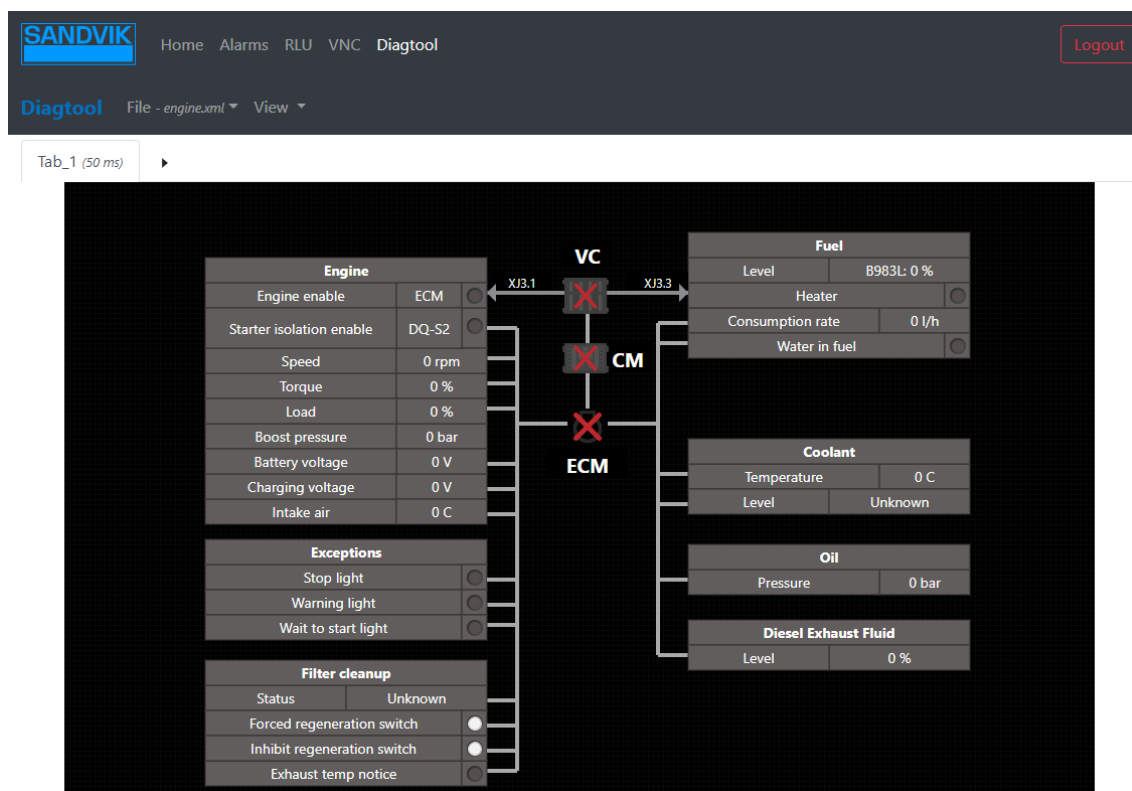 SANDVIK
Home Alarms RLU VNC Diagtool
Logout
Diagtool File - engine.xml View
Tab_1 (50 ms)
Engine
Engine enable ECM
Starter isolation enable DQ-S2
Speed 0 rpm
Torque 0 %
Load 0 %
Boost pressure 0 bar
Battery voltage 0 V
Charging voltage 0 V
Intake air 0 C
Exceptions
Stop light
Warning light
Wait to start light
Filter cleanup
Status Unknown
Forced regeneration switch
Inhibit regeneration switch
Exhaust temp notice
VC
XJ3.1 XJ3.3
CM
ECM
Fuel
Level B983L: 0 %
Heater
Consumption rate 0 l/h
Water in fuel
Coolant
Temperature 0 C
Level Unknown
Oil
Pressure 0 bar
Diesel Exhaust Fluid
Level 0 %